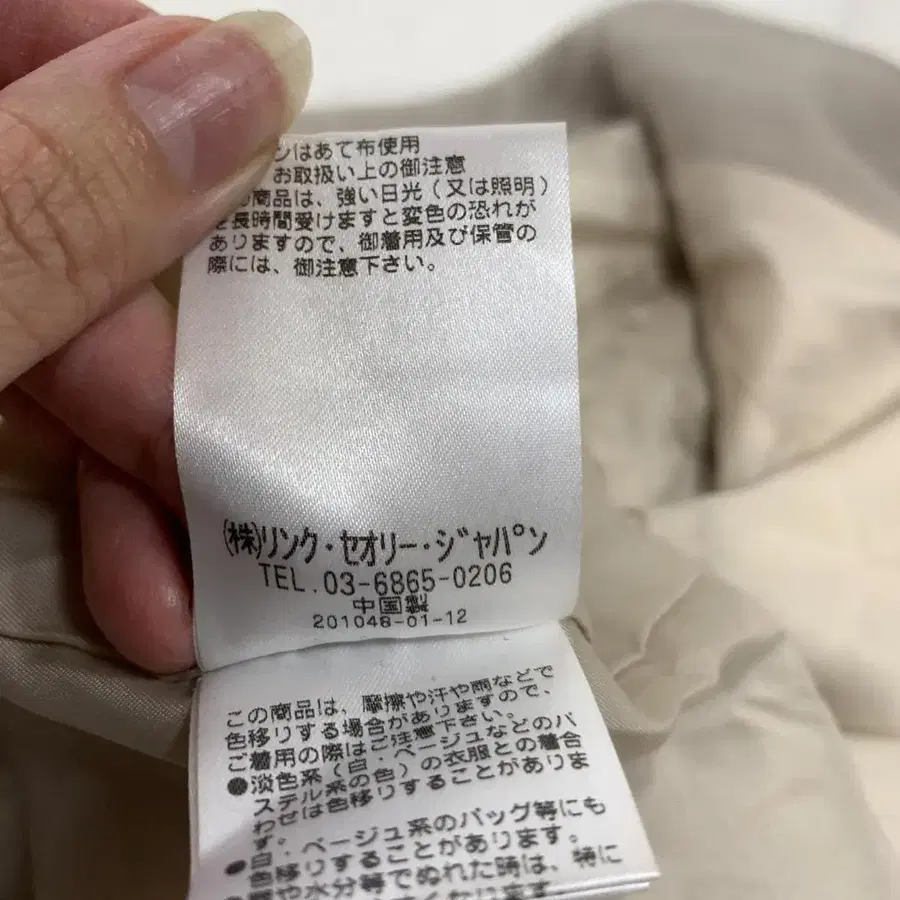 ンはあて布使用
お取扱い上の御注意
の商品は、強い日光(又は照明)
を長時間受けますと変色の恐れが
ありますので、御着用及び保管の
際には、御注意下さい。
(株)リンク・セオリー・ジャパン
TEL. 03-6865-0206
中国製
201048-01-12
この商品は、摩擦や汗や雨などで
色移りする場合がありますので、
ご着用の際はご注意下さい。
●淡色系(白・ベージュなどのパ
ステル系の色)の衣服との着合
わせは色移りすることがありま
す。
●白・ベージュ系のバッグ等にも
色移りすることがあります。
や水分等でぬれた時は、特に
くなります。